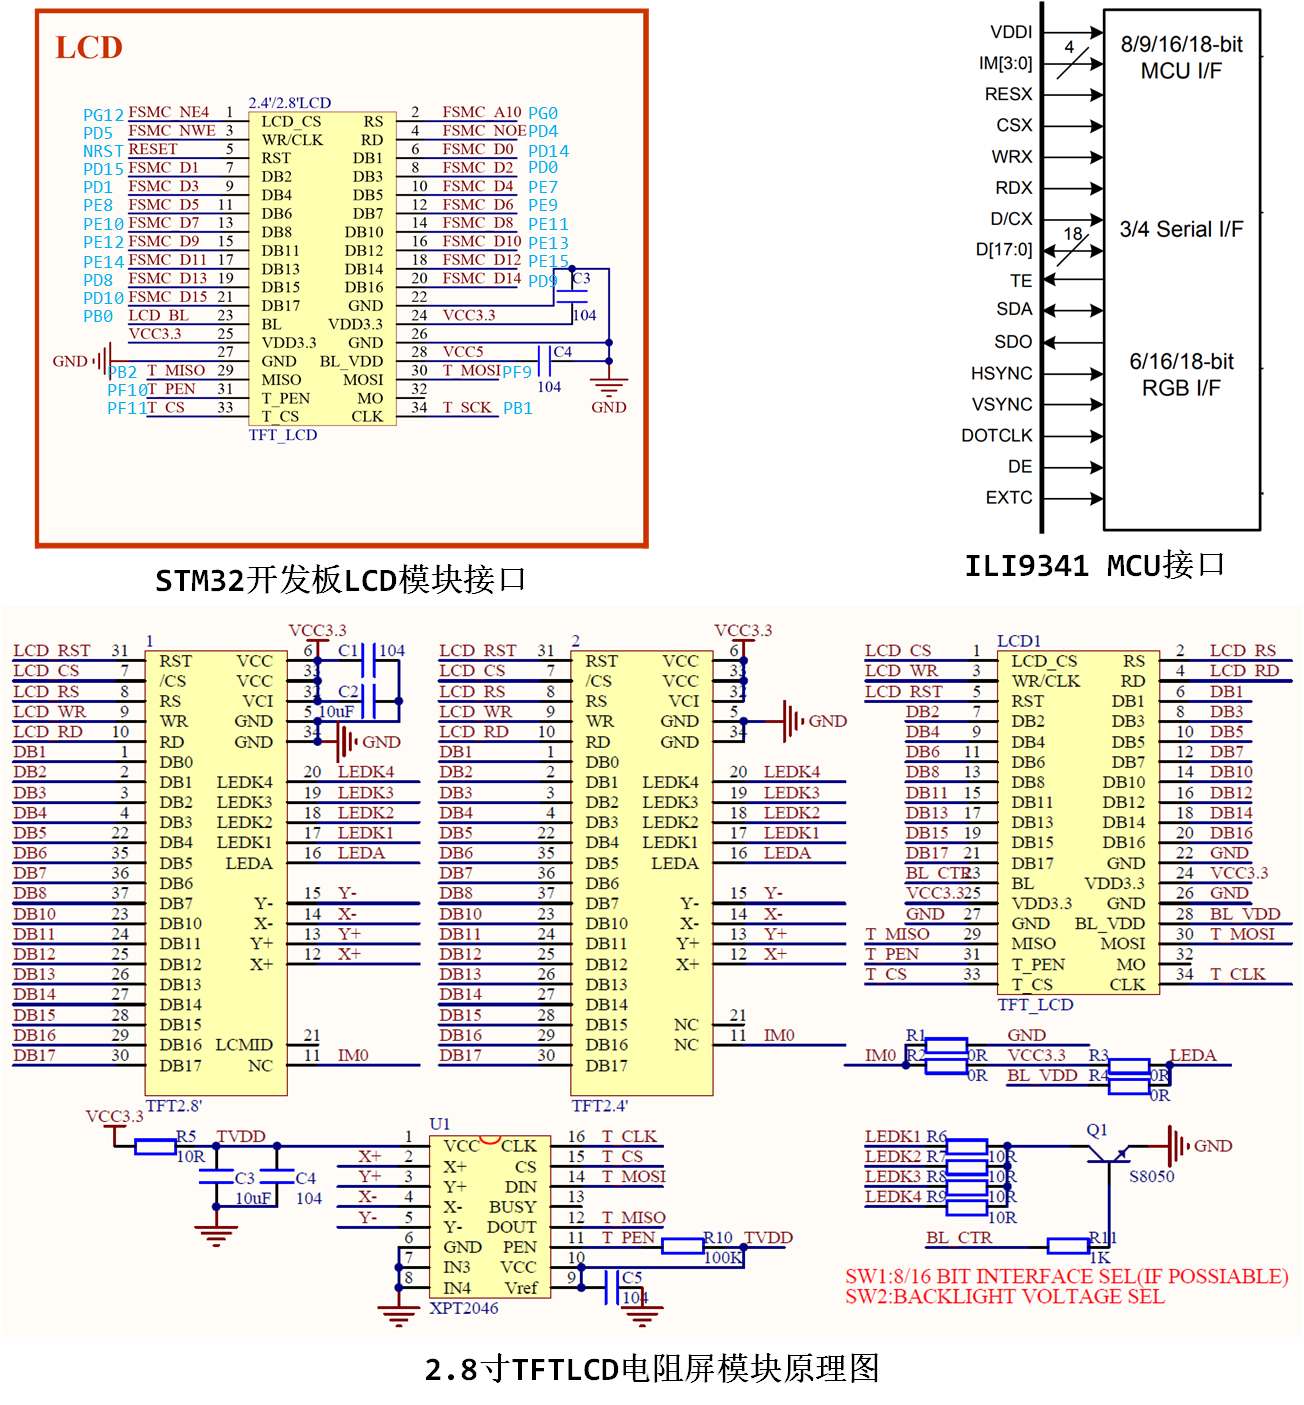 LCD
2.4'/2.8'LCD
PG12 FSMC_NE4 1 LCD_CS RS 2 FSMC_A10 PG0
PD5 FSMC_NWE 3 WR/CLK RD 4 FSMC_NOE PD4
NRST RESET 5 RST DB1 6 FSMC_D0 PD14
PD15 FSMC_D1 7 DB2 DB3 8 FSMC_D2 PD0
PD1 FSMC_D3 9 DB4 DB5 10 FSMC_D4 PE7
PE8 FSMC_D5 11 DB6 DB7 12 FSMC_D6 PE9
PE10 FSMC_D7 13 DB8 DB10 14 FSMC_D8 PE11
PE12 FSMC_D9 15 DB11 DB12 16 FSMC_D10 PE13
PE14 FSMC_D11 17 DB13 DB14 18 FSMC_D12 PE15
PD8 FSMC_D13 19 DB15 DB16 20 FSMC_D14 PD9 C3
PD10 FSMC_D15 21 DB17 GND 22
PB0 LCD_BL 23 BL VDD3.3 24 VCC3.3 104
VCC3.3 25 VDD3.3 GND 26
GND 27 GND BL_VDD 28 VCC5 C4
PB2 T_MISO 29 MISO MOSI 30 T_MOSI PF9 104
PF10 T_PEN 31 T_PEN MO 32
PF11 T_CS 33 T_CS CLK 34 T_SCK PB1 GND
TFT_LCD
STM32开发板LCD模块接口
VDDI
IM[3:0] 4
RESX
CSX
WRX
RDX
D/CX
D[17:0] 18
TE
SDA
SDO
HSYNC
VSYNC
DOTCLK
DE
EXTC
8/9/16/18-bit
MCU I/F
3/4 Serial I/F
6/16/18-bit
RGB I/F
ILI9341 MCU接口
1 VCC3.3
LCD_RST 31 RST VCC 6 C1 104
LCD_CS 7 /CS VCC 33
LCD_RS 8 RS VCI 32 C2 10uF
LCD_WR 9 WR GND 5
LCD_RD 10 RD GND 34 GND
DB1 1 DB0
DB2 2 DB1 LEDK4 20 LEDK4
DB3 3 DB2 LEDK3 19 LEDK3
DB4 4 DB3 LEDK2 18 LEDK2
DB5 22 DB4 LEDK1 17 LEDK1
DB6 35 DB5 LEDA 16 LEDA
DB7 36 DB6
DB8 37 DB7 Y- 15 Y-
DB10 23 DB10 X- 14 X-
DB11 24 DB11 Y+ 13 Y+
DB12 25 DB12 X+ 12 X+
DB13 26 DB13
DB14 27 DB14
DB15 28 DB15
DB16 29 DB16 LCMID 21
DB17 30 DB17 NC 11 IM0
TFT2.8'
2 VCC3.3
LCD_RST 31 RST VCC 6
LCD_CS 7 /CS VCC 33
LCD_RS 8 RS VCI 32
LCD_WR 9 WR GND 5 GND
LCD_RD 10 RD GND 34
DB1 1 DB0
DB2 2 DB1 LEDK4 20 LEDK4
DB3 3 DB2 LEDK3 19 LEDK3
DB4 4 DB3 LEDK2 18 LEDK2
DB5 22 DB4 LEDK1 17 LEDK1
DB6 35 DB5 LEDA 16 LEDA
DB7 36 DB6
DB8 37 DB7 Y- 15 Y-
DB10 23 DB10 X- 14 X-
DB11 24 DB11 Y+ 13 Y+
DB12 25 DB12 X+ 12 X+
DB13 26 DB13
DB14 27 DB14
DB15 28 DB15 NC 21
DB16 29 DB16 NC 11 IM0
DB17 30 DB17
TFT2.4'
LCD1
LCD_CS 1 LCD_CS RS 2 LCD_RS
LCD_WR 3 WR/CLK RD 4 LCD_RD
LCD_RST 5 RST DB1 6 DB1
DB2 7 DB2 DB3 8 DB3
DB4 9 DB4 DB5 10 DB5
DB6 11 DB6 DB7 12 DB7
DB8 13 DB8 DB10 14 DB10
DB11 15 DB11 DB12 16 DB12
DB13 17 DB13 DB14 18 DB14
DB15 19 DB15 DB16 20 DB16
DB17 21 DB17 GND 22 GND
BL_CTR 23 BL VDD3.3 24 VCC3.3
VCC3.3 25 VDD3.3 GND 26 GND
GND 27 GND BL_VDD 28 BL_VDD
T_MISO 29 MISO MOSI 30 T_MOSI
T_PEN 31 T_PEN MO 32
T_CS 33 T_CS CLK 34 T_CLK
TFT_LCD
R1 GND
IM0 R2 0R VCC3.3 R3 LEDA
0R BL_VDD R4 0R
0R
VCC3.3
R5 TVDD
10R
C3 C4
10uF 104
U1
1 VCC CLK 16 T_CLK
X+ 2 X+ CS 15 T_CS
Y+ 3 Y+ DIN 14 T_MOSI
X- 4 X- BUSY 13
Y- 5 Y- DOUT 12 T_MISO
6 GND PEN 11 T_PEN R10 TVDD
7 IN3 VCC 10 100K
8 IN4 Vref 9 C5
XPT2046 104
LEDK1 R6 Q1 GND
LEDK2 R7 10R S8050
LEDK3 R8 10R
LEDK4 R9 10R
10R
BL_CTR R11
1K
SW1:8/16 BIT INTERFACE SEL(IF POSSIABLE)
SW2:BACKLIGHT VOLTAGE SEL
2.8寸TFTLCD电阻屏模块原理图